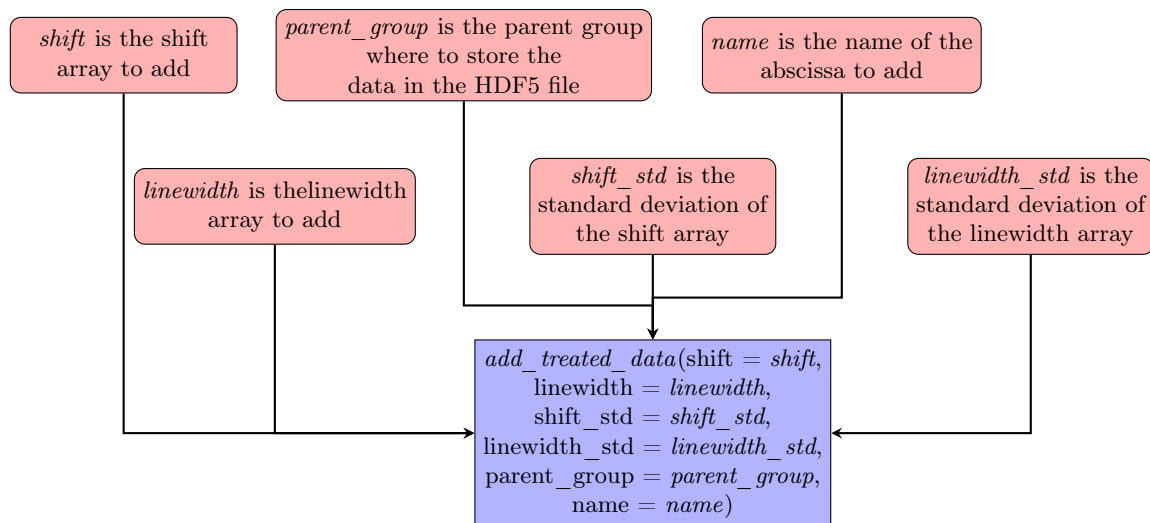 shift is the shift
array to add
parent_group is the parent group
where to store the
data in the HDF5 file
name is the name of the
abscissa to add
linewidth is thelinewidth
array to add
shift_std is the
standard deviation of
the shift array
linewidth_std is the
standard deviation of
the linewidth array
add_treated_data(shift = shift,
linewidth = linewidth,
shift_std = shift_std,
linewidth_std = linewidth_std,
parent_group = parent_group,
name = name)